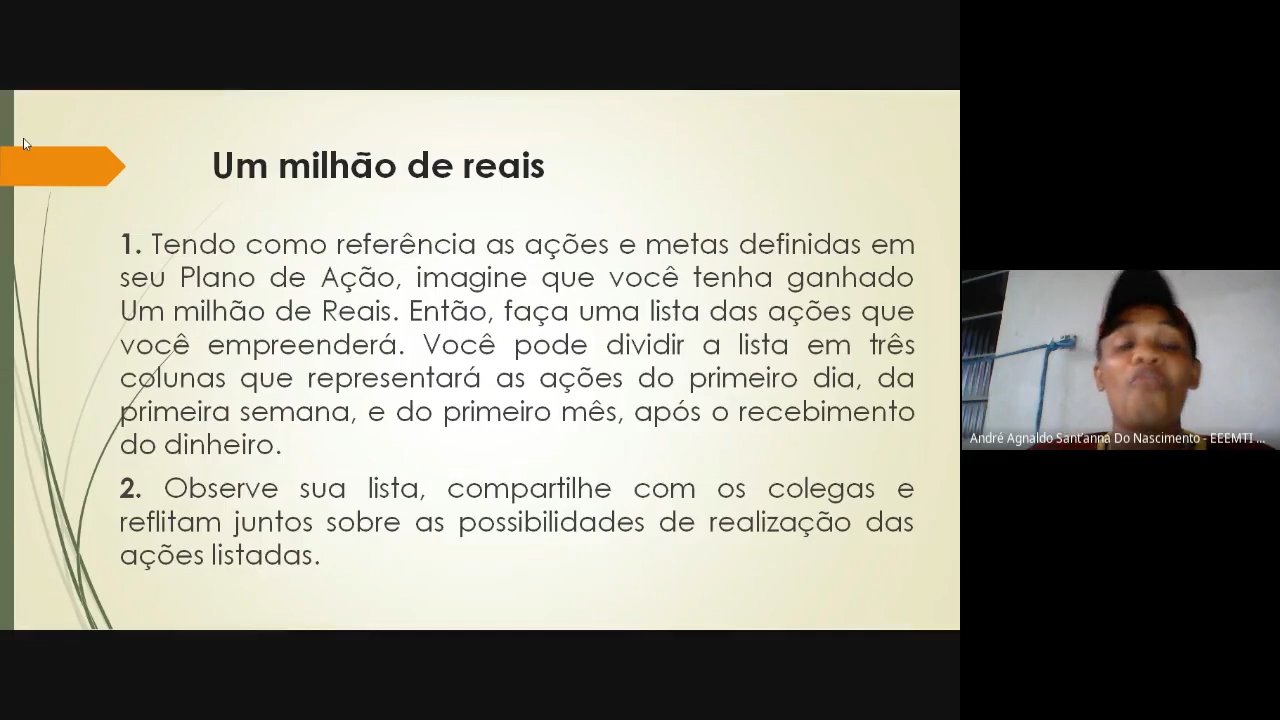 Um milhão de reais
1. Tendo como referência as ações e metas definidas em
seu Plano de Ação, imagine que você tenha ganhado
Um milhão de Reais. Então, faça uma lista das ações que
você empreenderá. Você pode dividir a lista em três
colunas que representará as ações do primeiro dia, da
primeira semana, e do primeiro mês, após o recebimento
do dinheiro.
2. Observe sua lista, compartilhe com os colegas e
reflitam juntos sobre as possibilidades de realização das
ações listadas.
André Agnaldo Sant'anna Do Nascimento - EEEMTI ...